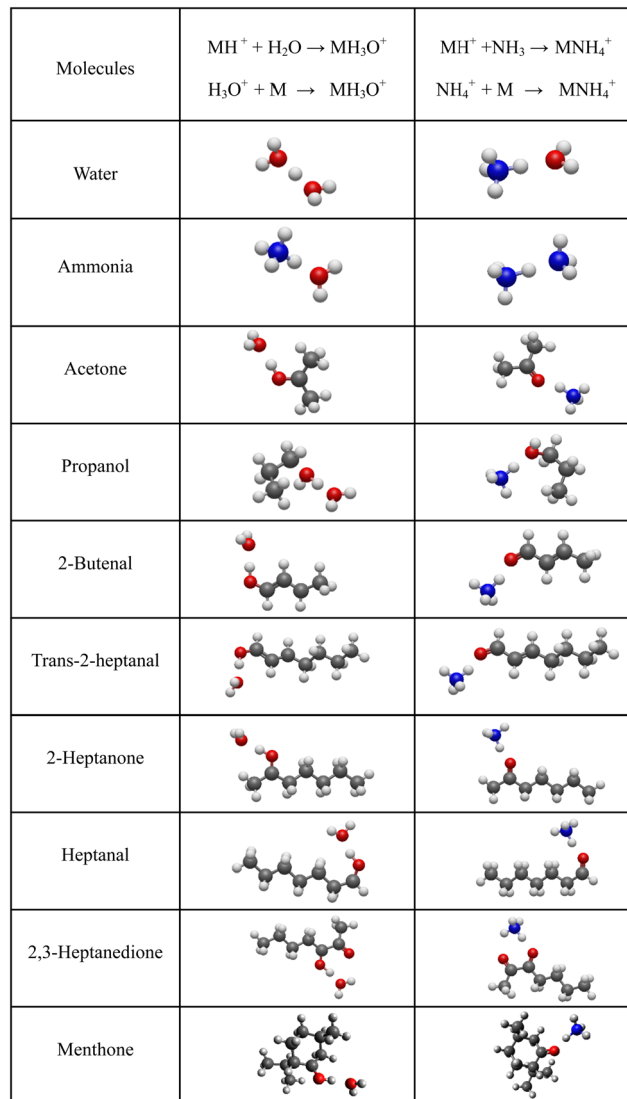 Molecules
MH⁺ + H₂O → MH₃O⁺
H₃O⁺ + M → MH₃O⁺
MH⁺ +NH₃ → MNH₄⁺
NH₄⁺ + M → MNH₄⁺
Water
Ammonia
Acetone
Propanol
2-Butenal
Trans-2-heptanal
2-Heptanone
Heptanal
2,3-Heptanedione
Menthone